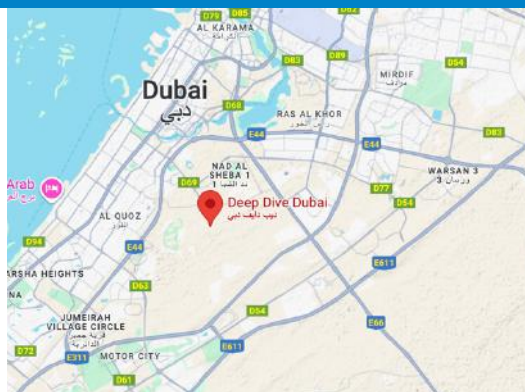 D79
D85
D62
AL KARAMA
الكرامة
D83
D54
MIRDIF
مردف
Dubai
دبي
D68
RAS AL KHOR
E44
D83
NAD AL
SHEBA 1
ند الشبا 1
E44
D69
WARSAN 3
ورسان 3
Arab
D77
Deep Dive Dubai
ديب دايف دبي
AL QUOZ
القوز
D54
D94
E44
E611
ARSHA HEIGHTS
D63
NA
JUMEIRAH
VILLAGE CIRCLE
قرية جميرا
الدائرية
D54
E66
D72
E311
MOTOR CITY
E611
D61